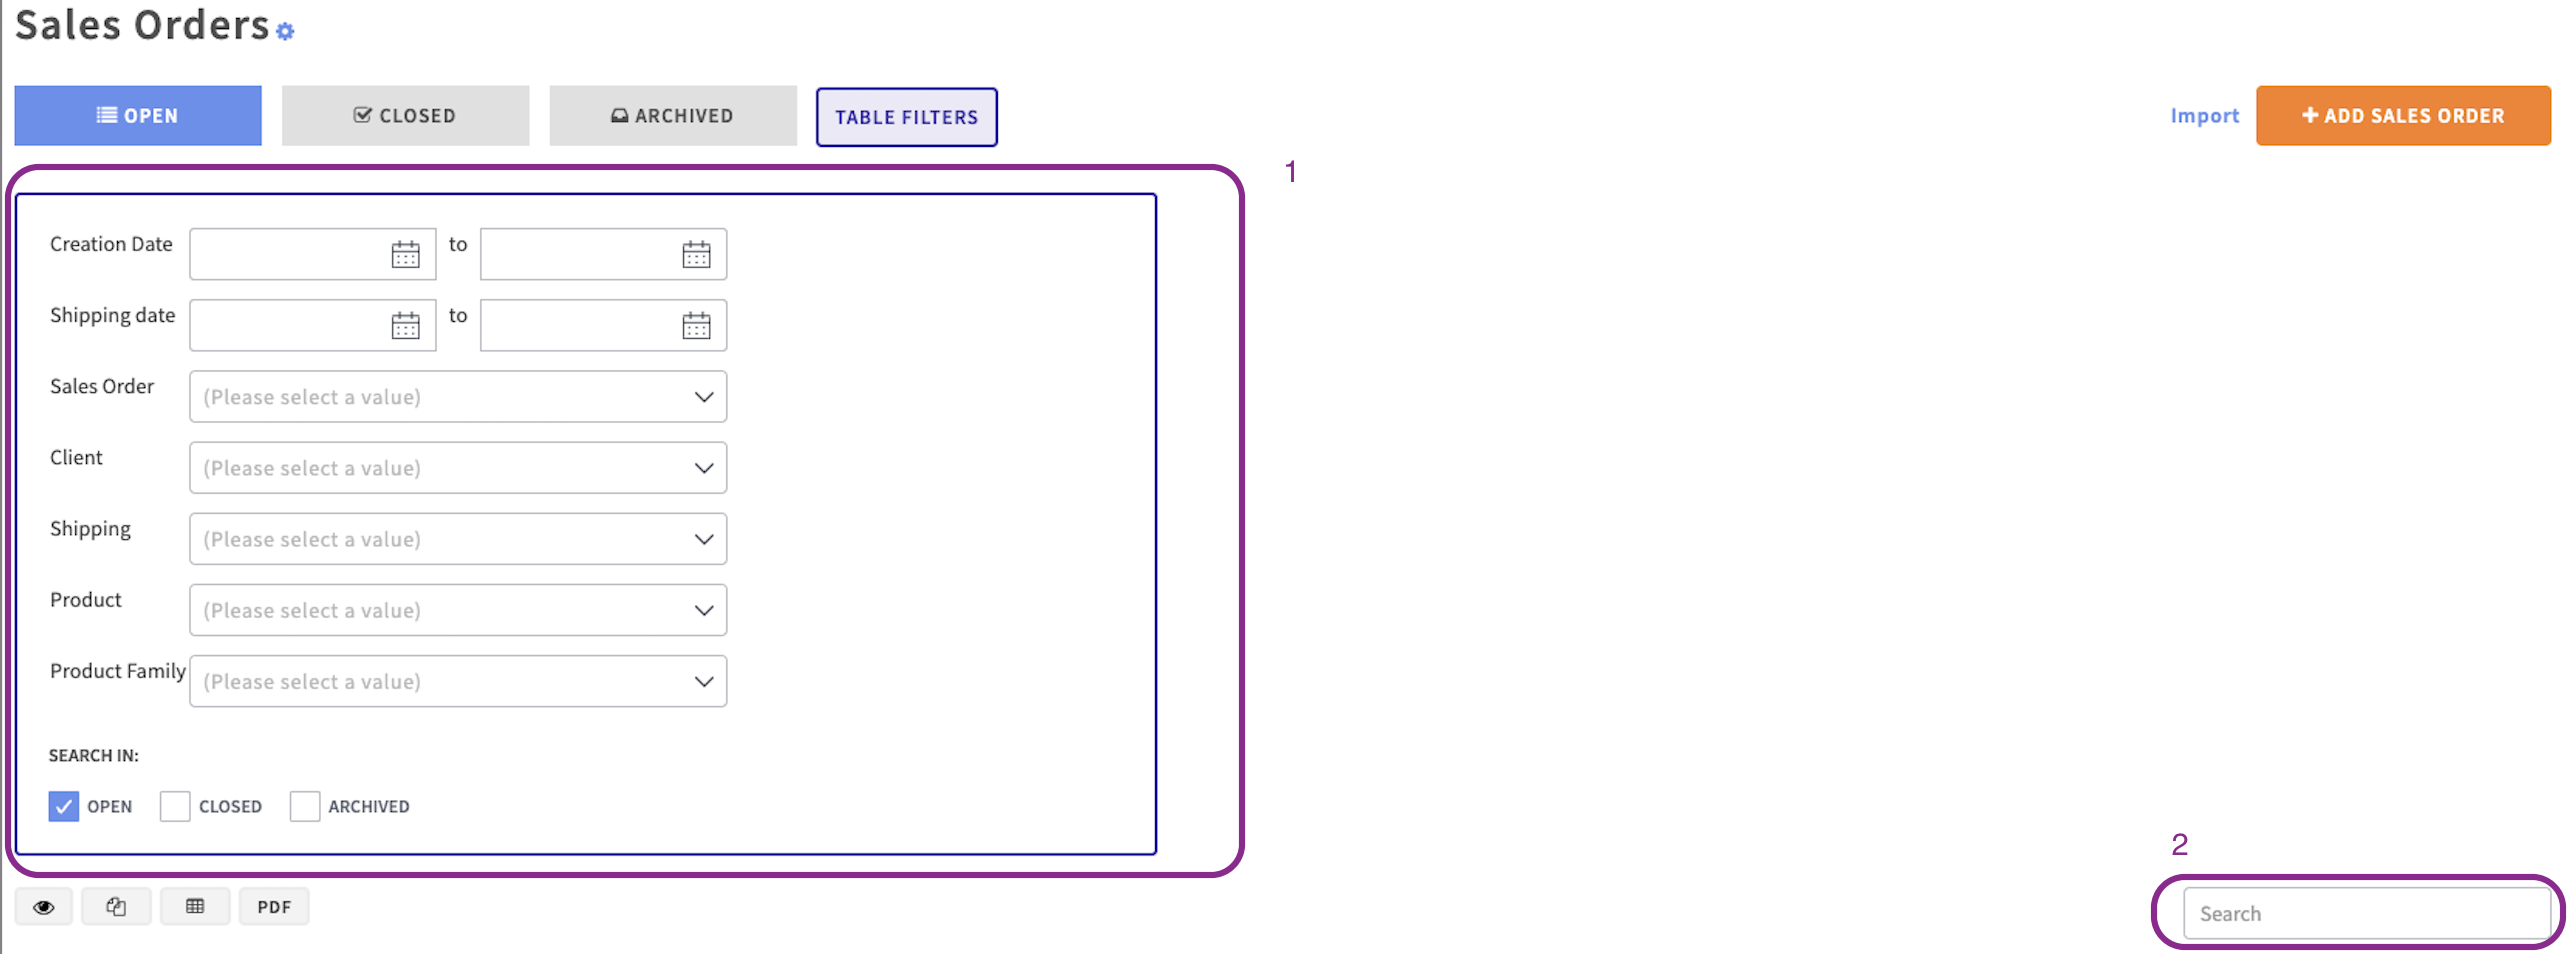 Sales Orders
OPEN
CLOSED
ARCHIVED
TABLE FILTERS
Import
+ ADD SALES ORDER
1
Creation Date to
Shipping date to
Sales Order (Please select a value)
Client (Please select a value)
Shipping (Please select a value)
Product (Please select a value)
Product Family (Please select a value)
SEARCH IN:
OPEN CLOSED ARCHIVED
2
PDF
Search